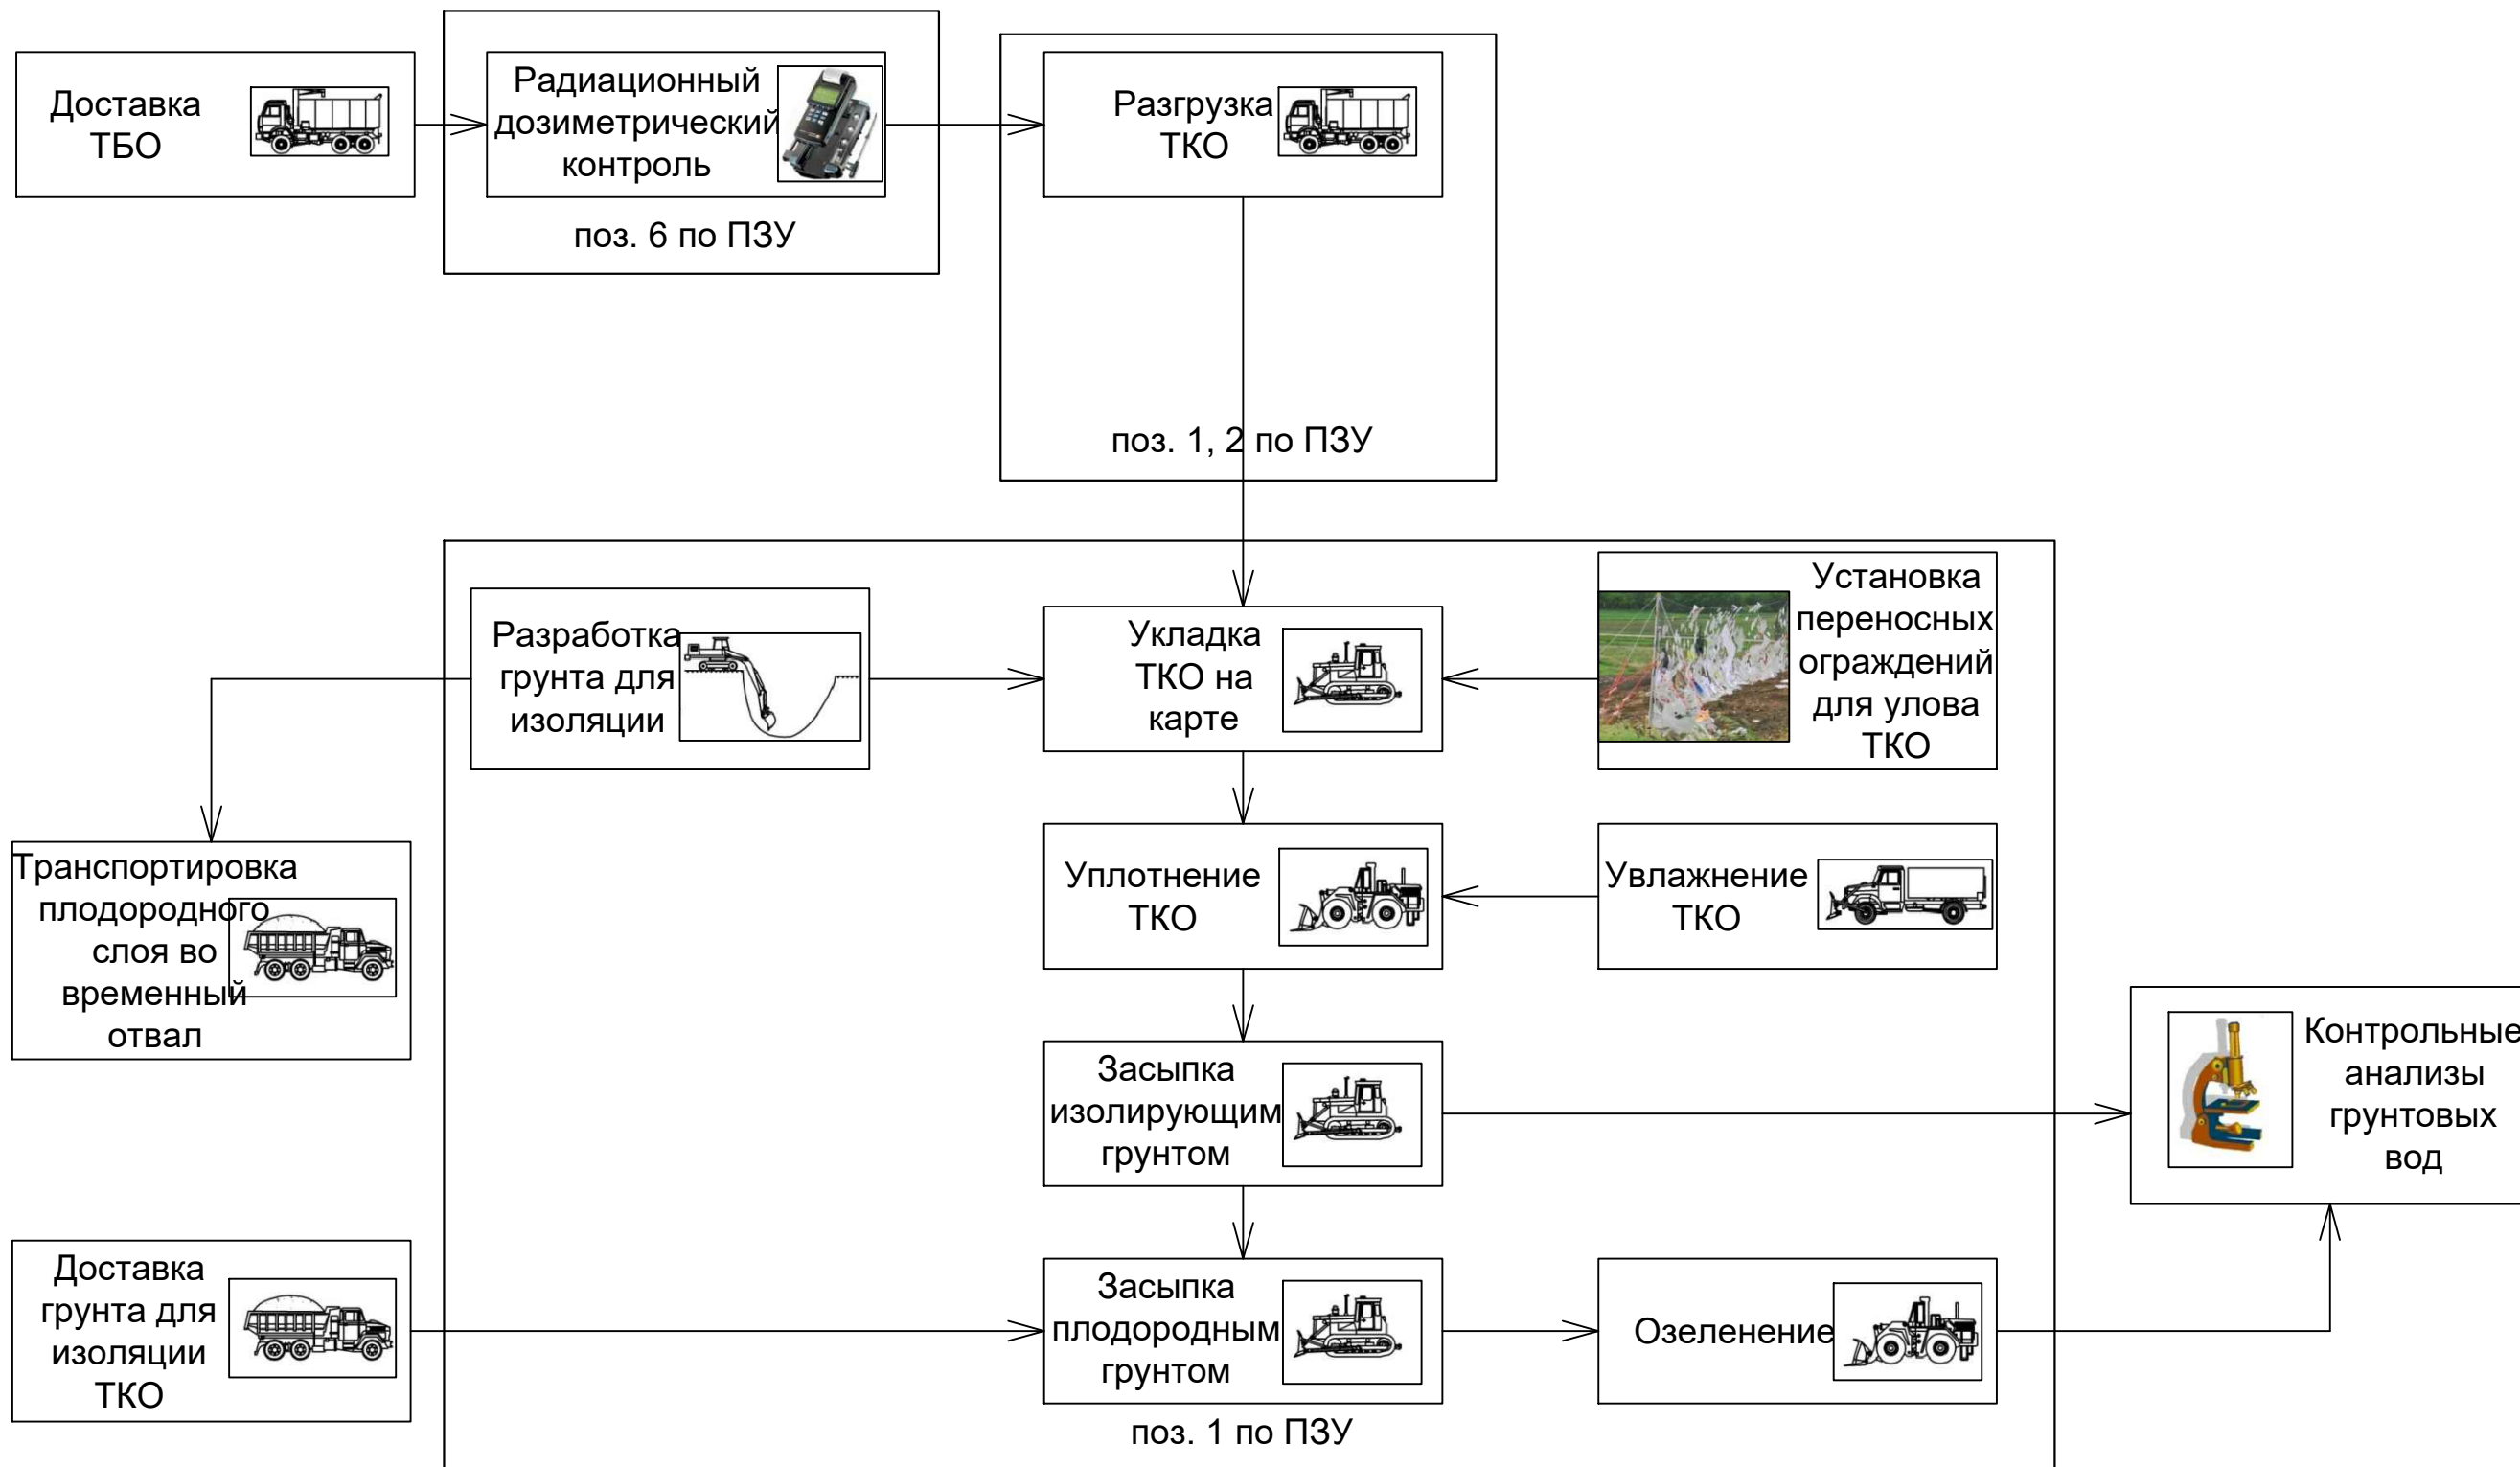 Доставка
ТБО
Радиационный
дозиметрический
контроль
поз. 6 по ПЗУ
Разгрузка
ТКО
поз. 1, 2 по ПЗУ
Разработка
грунта для
изоляции
Укладка
ТКО на
карте
Установка
переносных
ограждений
для улова
ТКО
Транспортировка
плодородного
слоя во
временный
отвал
Уплотнение
ТКО
Увлажнение
ТКО
Засыпка
изолирующим
грунтом
Контрольные
анализы
грунтовых
вод
Доставка
грунта для
изоляции
ТКО
Засыпка
плодородным
грунтом
Озеленение
поз. 1 по ПЗУ